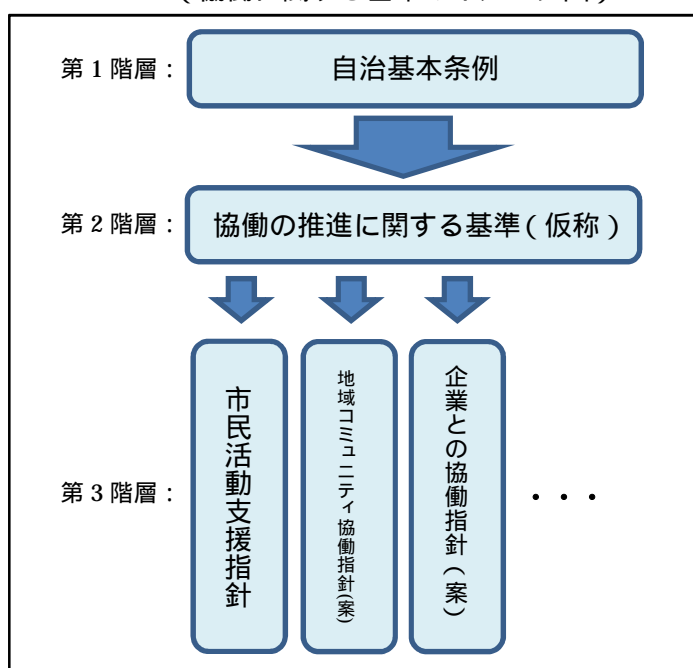 第1階層：
自治基本条例
第2階層：
協働の推進に関する基準(仮称)
第3階層：
市民活動支援指針
地域コミュニティ協働指針(案)
企業との協働指針(案)
・・・